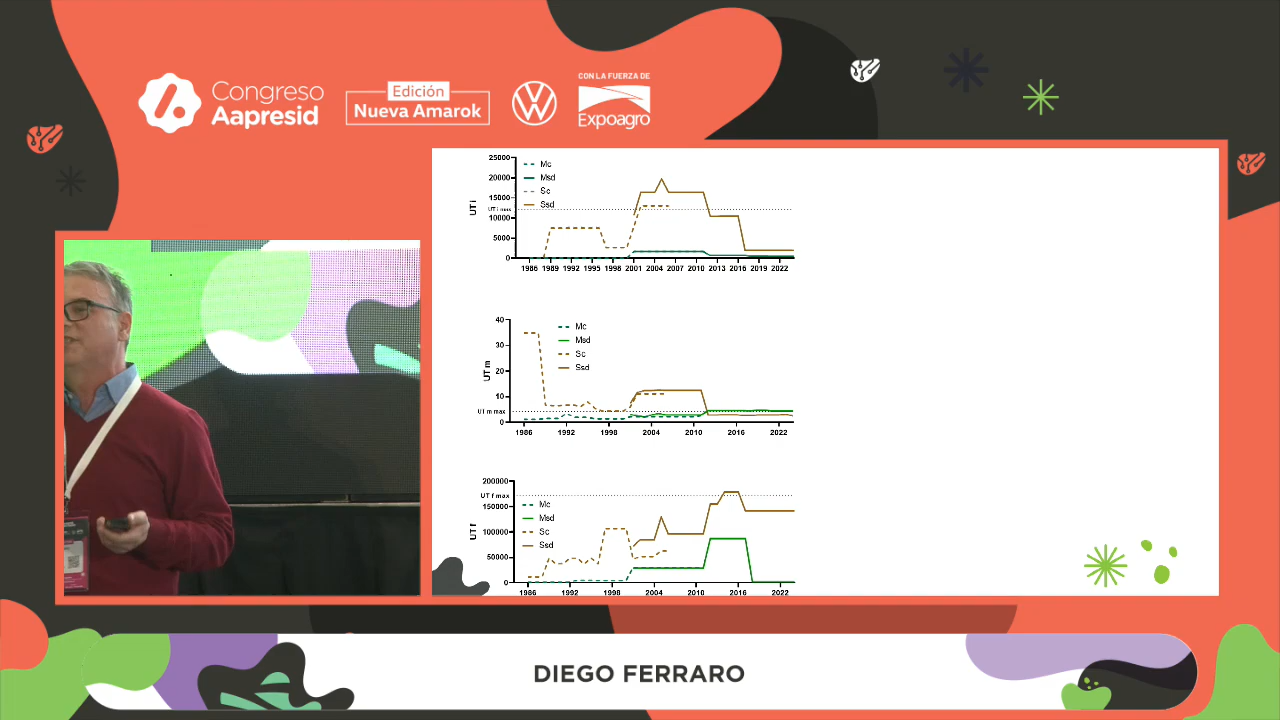 CON LA FUERZA DE
Congreso
Aapresid
Edición
Nueva Amarok
Expoagro
25000
20000
15000
UT i max
10000
5000
0
UT i
Mc
Msd
Sc
Ssd
1986 1989 1992 1995 1998 2001 2004 2007 2010 2013 2016 2019 2022
40
30
20
10
UT m max
0
UT m
Mc
Msd
Sc
Ssd
1986 1992 1998 2004 2010 2016 2022
200000
UT f max
150000
100000
50000
0
UT f
Mc
Msd
Sc
Ssd
1986 1992 1998 2004 2010 2016 2022
DIEGO FERRARO